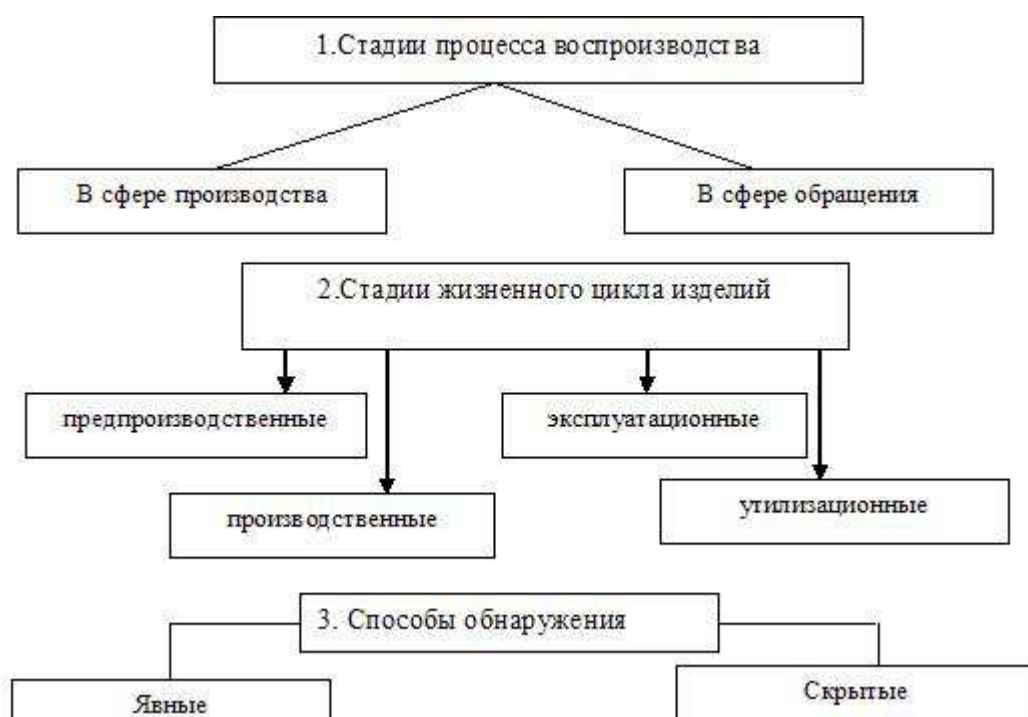 1.Стадии процесса воспроизводства
В сфере производства
В сфере обращения
2.Стадии жизненного цикла изделий
предпроизводственные
эксплуатационные
производственные
утилизационные
3. Способы обнаружения
Явные
Скрытые